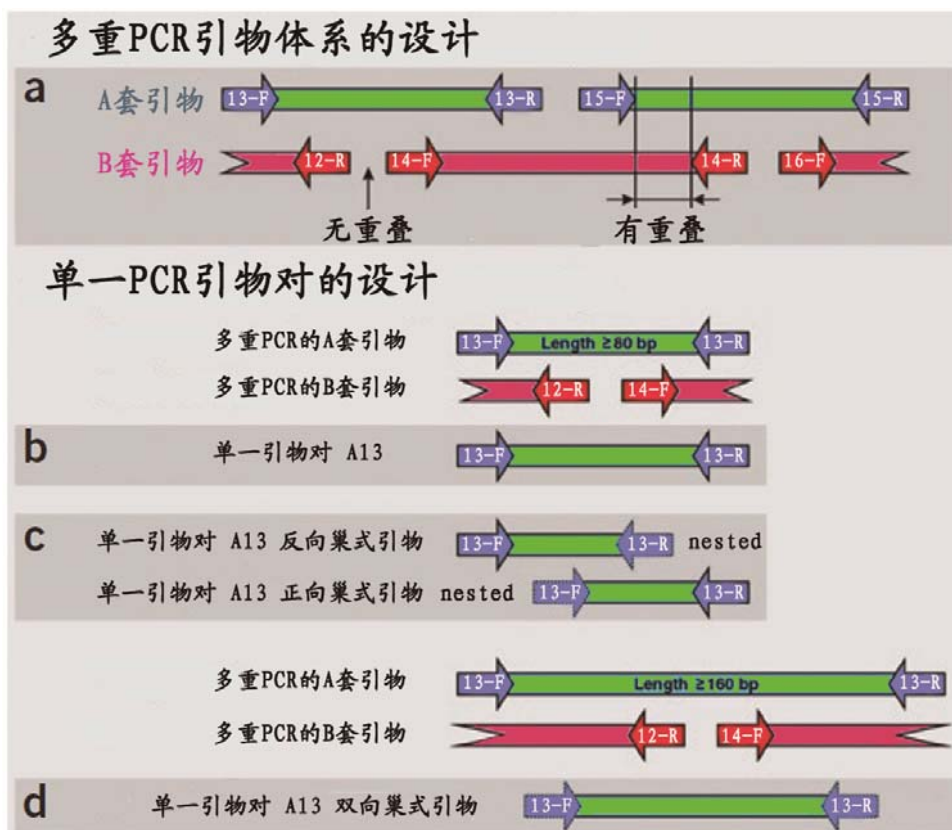 多重PCR引物体系的设计
a
A套引物 13-F 13-R 15-F 15-R
B套引物 12-R 14-F 14-R 16-F
无重叠 有重叠
单一PCR引物对的设计
多重PCR的A套引物 13-F Length ≥80 bp 13-R
多重PCR的B套引物 12-R 14-F
b 单一引物对 A13 13-F 13-R
c 单一引物对 A13 反向巢式引物 13-F 13-R nested
单一引物对 A13 正向巢式引物 nested 13-F 13-R
多重PCR的A套引物 13-F Length ≥160 bp 13-R
多重PCR的B套引物 12-R 14-F
d 单一引物对 A13 双向巢式引物 13-F 13-R